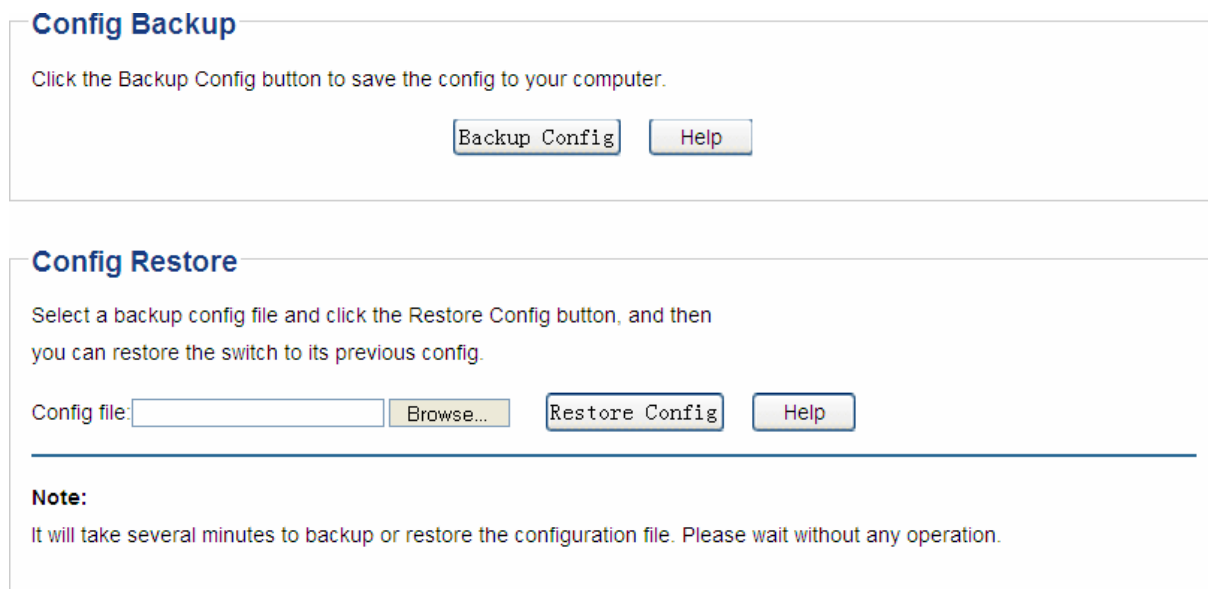 Config Backup
Click the Backup Config button to save the config to your computer.
Backup Config Help
Config Restore
Select a backup config file and click the Restore Config button, and then
you can restore the switch to its previous config.
Config file: Browse... Restore Config Help
Note:
It will take several minutes to backup or restore the configuration file. Please wait without any operation.